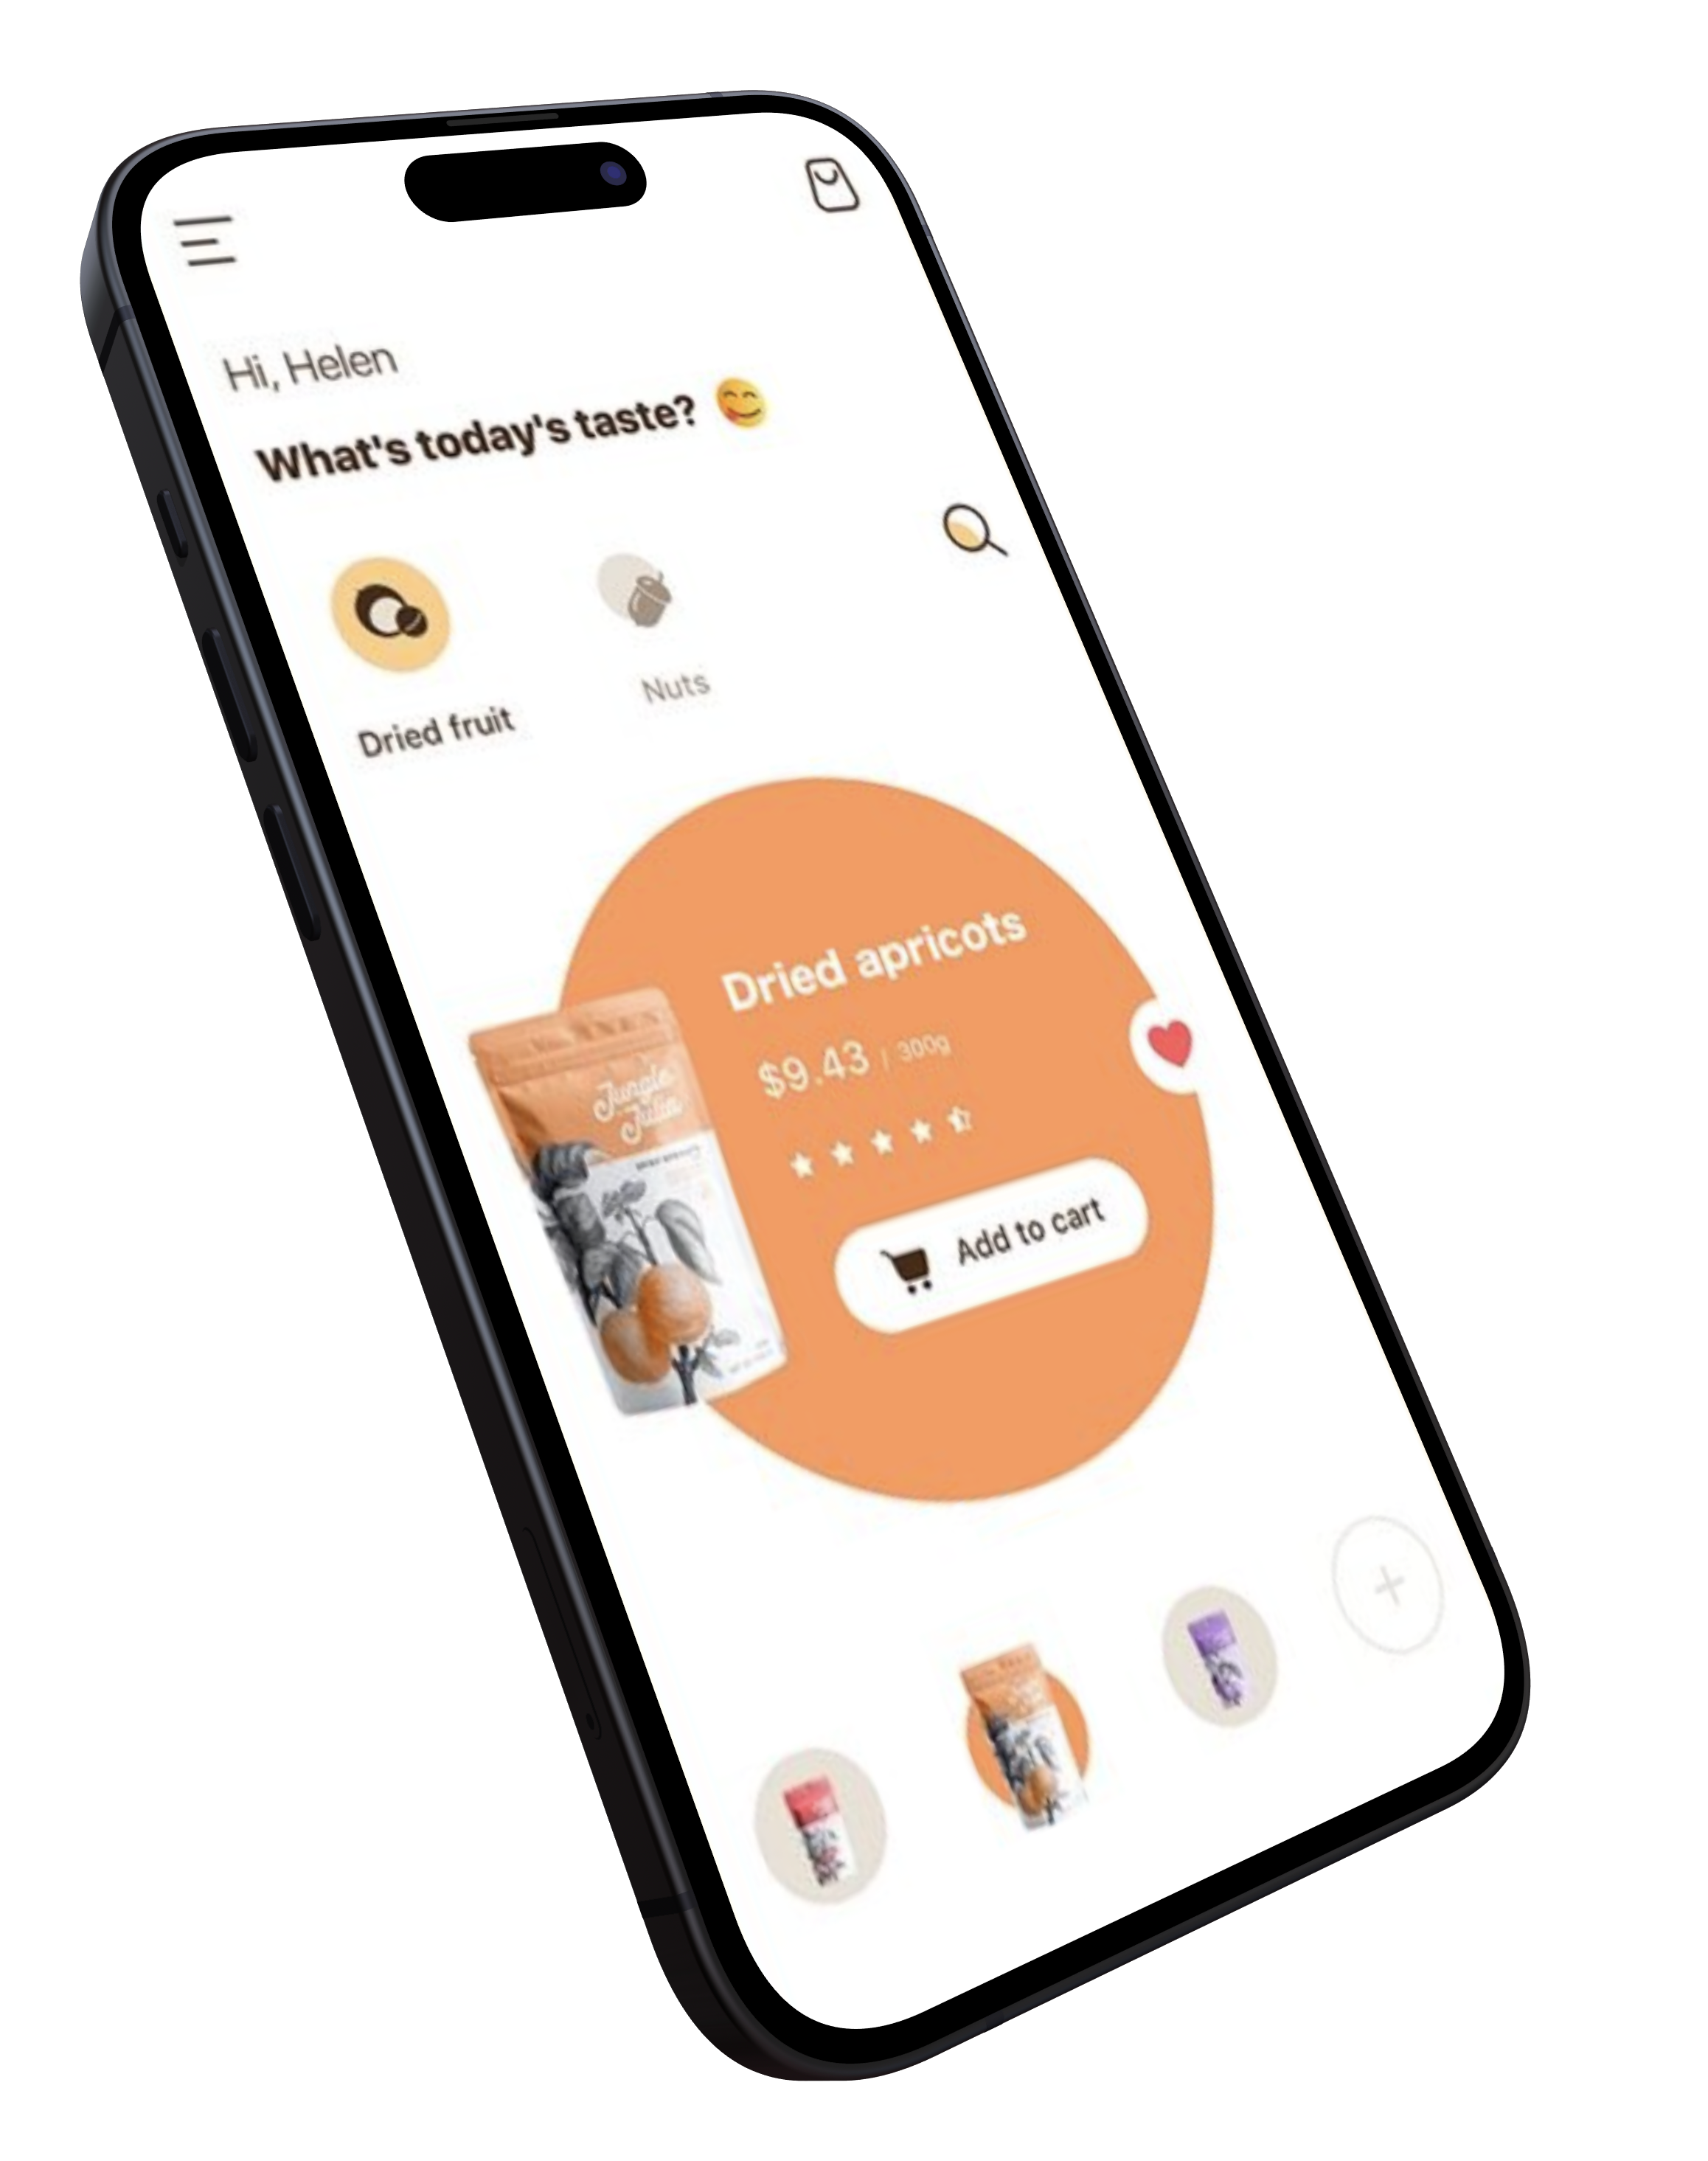 Hi, Helen
What's today's taste? 😋
Dried fruit
Nuts
Dried apricots
$9.43 | 300g
Jungle
Julia
Add to cart